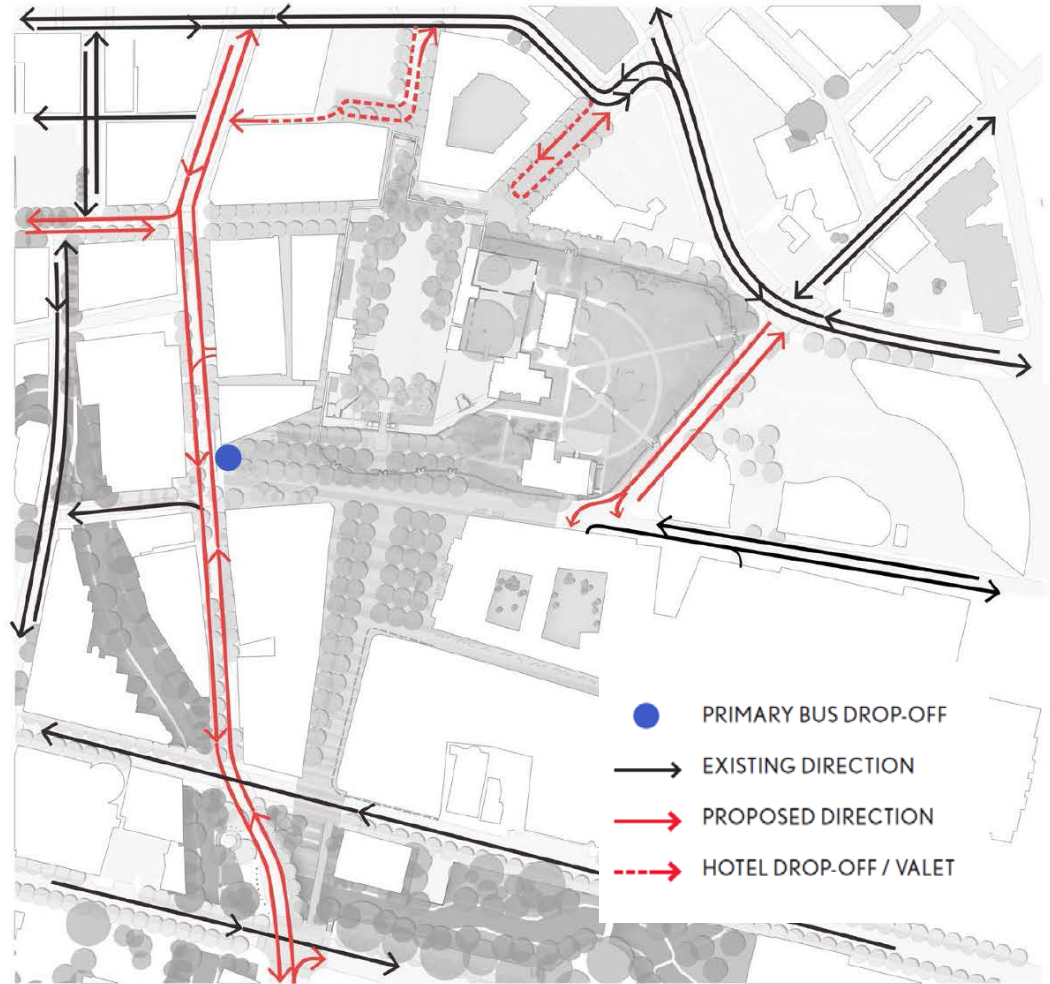 PRIMARY BUS DROP-OFF
EXISTING DIRECTION
PROPOSED DIRECTION
HOTEL DROP-OFF / VALET